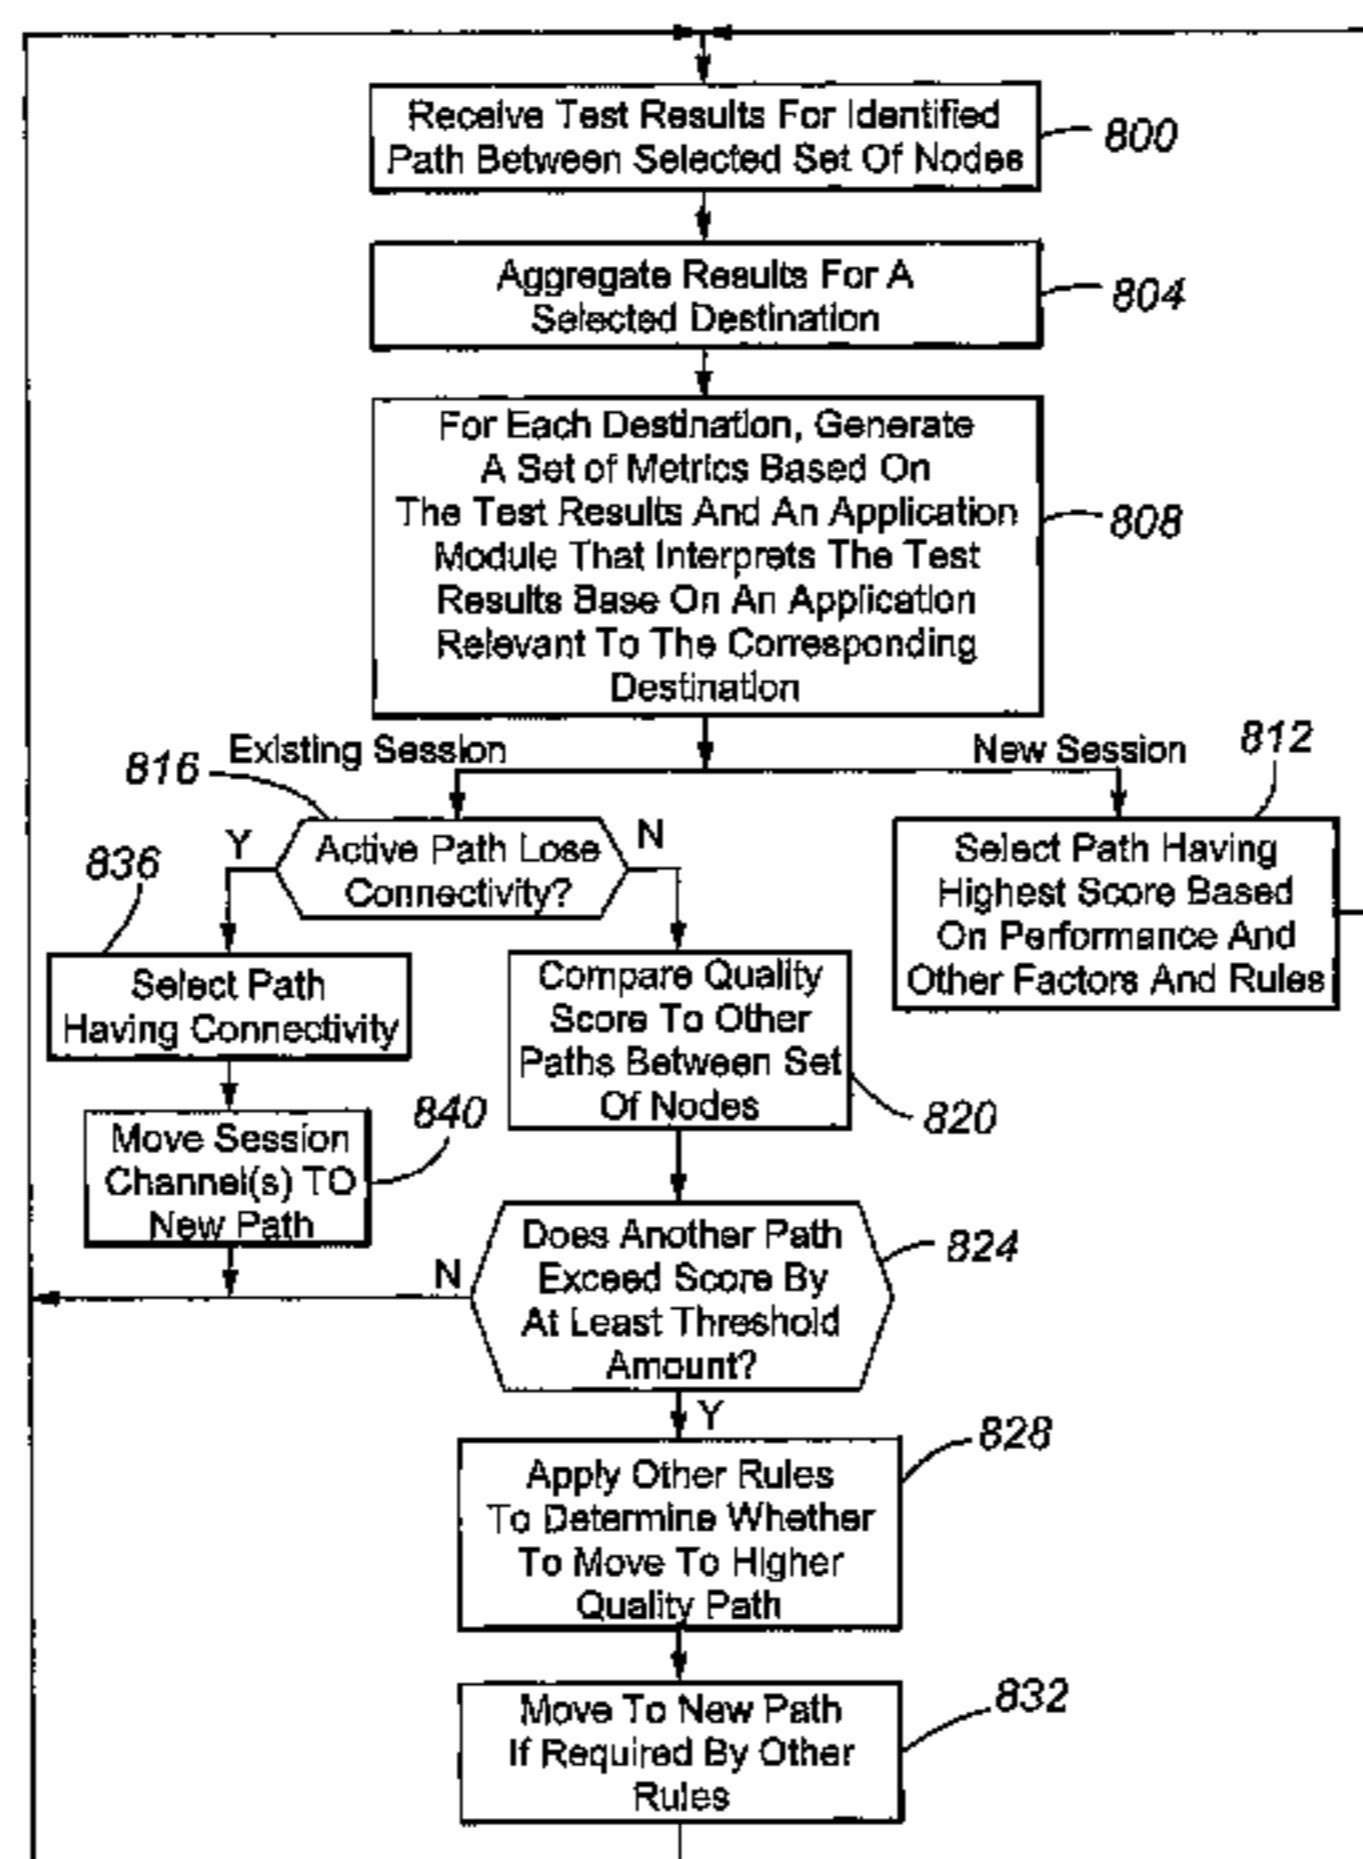 Receive Test Results For Identified
Path Between Selected Set Of Nodes
800
Aggregate Results For A
Selected Destination
804
For Each Destination, Generate
A Set of Metrics Based On
The Test Results And An Application
Module That Interprets The Test
Results Base On An Application
Relevant To The Corresponding
Destination
808
Existing Session
New Session
812
816
Active Path Lose
Connectivity?
Y
N
Select Path Having
Highest Score Based
On Performance And
Other Factors And Rules
836
Select Path
Having Connectivity
Compare Quality
Score To Other
Paths Between Set
Of Nodes
820
Move Session
Channel(s) TO
New Path
840
Does Another Path
Exceed Score By
At Least Threshold
Amount?
824
N
Y
Apply Other Rules
To Determine Whether
To Move To Higher
Quality Path
828
Move To New Path
If Required By Other
Rules
832